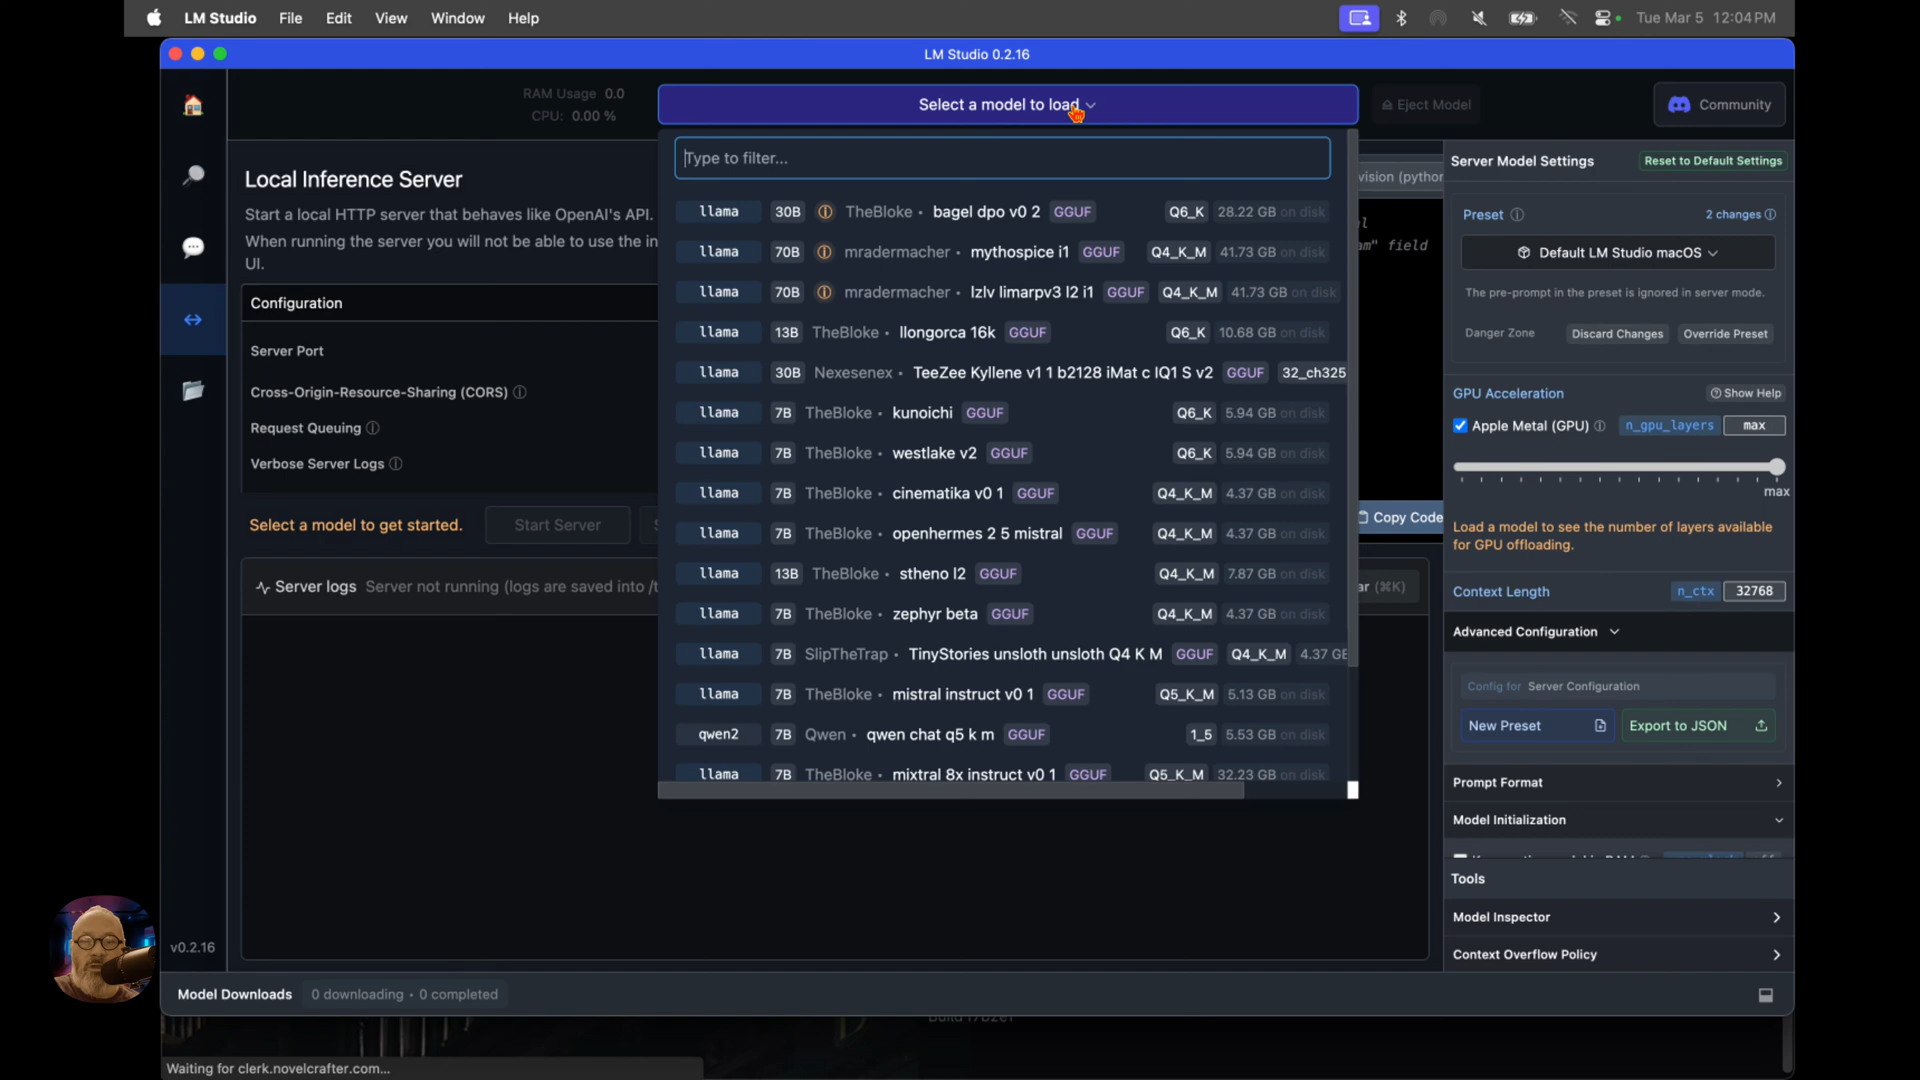 LM Studio File Edit View Window Help Tue Mar 5 12:04 PM
LM Studio 0.2.16
RAM Usage 0.0
CPU: 0.00 %
Select a model to load
Eject Model
Community
Type to filter...
llama 30B TheBloke • bagel dpo v0 2 GGUF Q6_K 28.22 GB on disk
llama 70B mradermacher • mythospice i1 GGUF Q4_K_M 41.73 GB on disk
llama 70B mradermacher • lzlv limarpv3 l2 i1 GGUF Q4_K_M 41.73 GB on disk
llama 13B TheBloke • llongorca 16k GGUF Q6_K 10.68 GB on disk
llama 30B Nexesenex • TeeZee Kyllene v1 1 b2128 iMat c IQ1 S v2 GGUF 32_ch325
llama 7B TheBloke • kunoichi GGUF Q6_K 5.94 GB on disk
llama 7B TheBloke • westlake v2 GGUF Q6_K 5.94 GB on disk
llama 7B TheBloke • cinematika v0 1 GGUF Q4_K_M 4.37 GB on disk
llama 7B TheBloke • openhermes 2 5 mistral GGUF Q4_K_M 4.37 GB on disk
llama 13B TheBloke • stheno l2 GGUF Q4_K_M 7.87 GB on disk
llama 7B TheBloke • zephyr beta GGUF Q4_K_M 4.37 GB on disk
llama 7B SlipTheTrap • TinyStories unsloth unsloth Q4 K M GGUF Q4_K_M 4.37 GB
llama 7B TheBloke • mistral instruct v0 1 GGUF Q5_K_M 5.13 GB on disk
qwen2 7B Qwen • qwen chat q5 k m GGUF 1_5 5.53 GB on disk
llama 7B TheBloke • mixtral 8x instruct v0 1 GGUF Q5_K_M 32.23 GB on disk
Local Inference Server
Start a local HTTP server that behaves like OpenAI's API.
When running the server you will not be able to use the in
UI.
Configuration
Server Port
Cross-Origin-Resource-Sharing (CORS)
Request Queuing
Verbose Server Logs
Select a model to get started. Start Server
Server logs Server not running (logs are saved into /t
vision (python
am" field
Copy Code
ar (⌘K)
Server Model Settings Reset to Default Settings
Preset 2 changes
Default LM Studio macOS
The pre-prompt in the preset is ignored in server mode.
Danger Zone Discard Changes Override Preset
GPU Acceleration Show Help
Apple Metal (GPU) n_gpu_layers max
max
Load a model to see the number of layers available
for GPU offloading.
Context Length n_ctx 32768
Advanced Configuration
Config for Server Configuration
New Preset Export to JSON
Prompt Format
Model Initialization
Tools
Model Inspector
Context Overflow Policy
v0.2.16
Model Downloads 0 downloading • 0 completed
Waiting for clerk.novelcrafter.com...